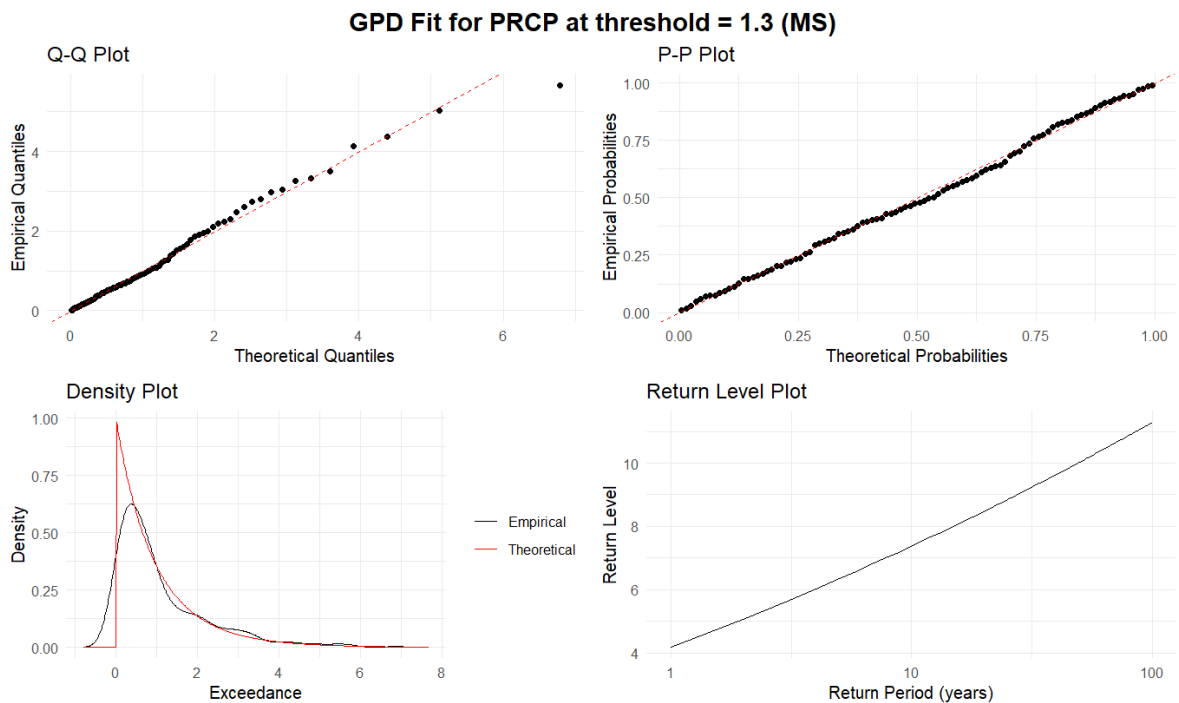 GPD Fit for PRCP at threshold = 1.3 (MS)
Q-Q Plot
Empirical Quantiles
4
2
0
0 2 4 6
Theoretical Quantiles
P-P Plot
Empirical Probabilities
1.00
0.75
0.50
0.25
0.00
0.00 0.25 0.50 0.75 1.00
Theoretical Probabilities
Density Plot
Density
1.00
0.75
0.50
0.25
0.00
0 2 4 6 8
Exceedance
Empirical
Theoretical
Return Level Plot
Return Level
10
8
6
4
1 10 100
Return Period (years)